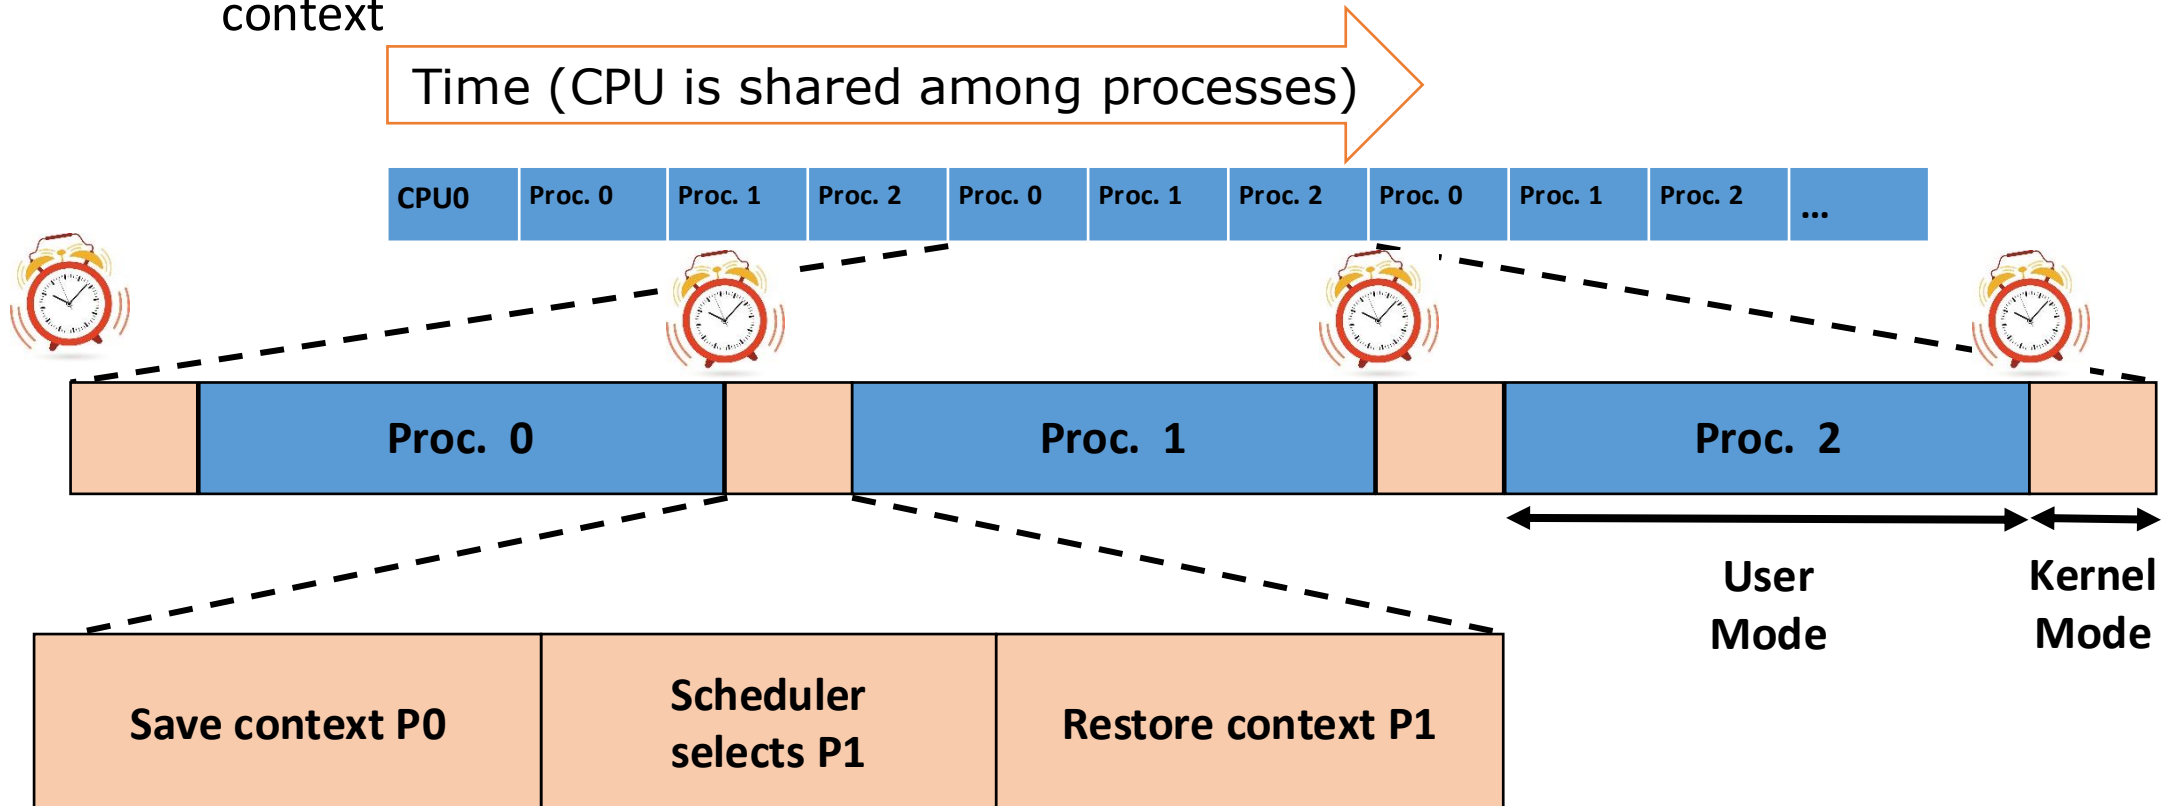 context
Time (CPU is shared among processes)
CPU0 Proc. 0 Proc. 1 Proc. 2 Proc. 0 Proc. 1 Proc. 2 Proc. 0 Proc. 1 Proc. 2 ...
Proc. 0 Proc. 1 Proc. 2
User
Mode
Kernel
Mode
Save context P0
Scheduler
selects P1
Restore context P1